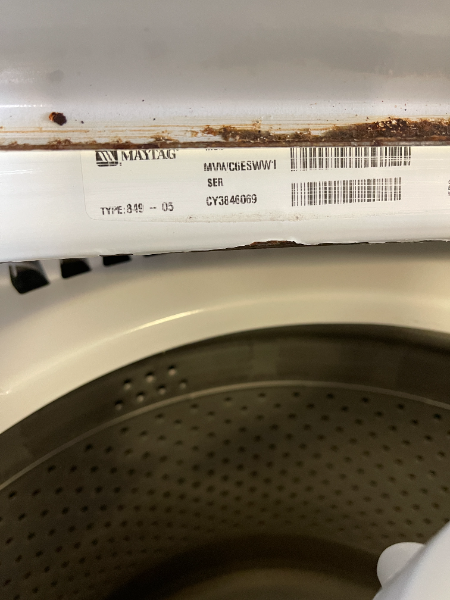 MAYTAG
MVWC6ESWW1
SER
TYPE:849 - 05
CY3846069